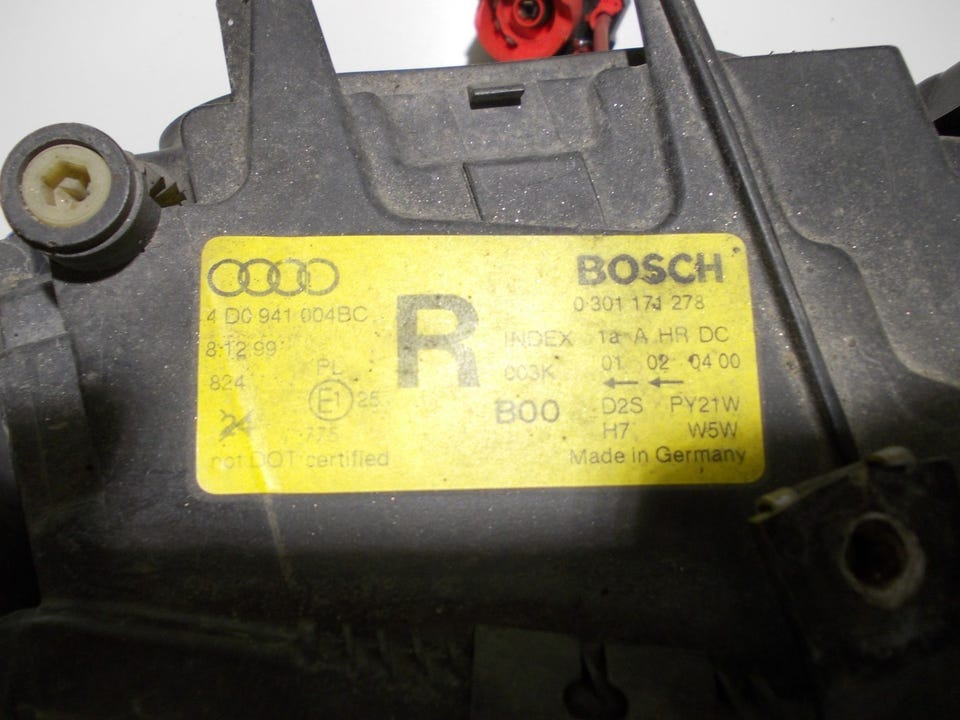 BOSCH
4 D0 941 004BC
0 301 171 278
R
8.12.99
INDEX 1a A HR DC
PL
003K 01 02 04 00
824
E1 25
D2S PY21W
B00
H7 W5W
775
not DOT certified
Made in Germany